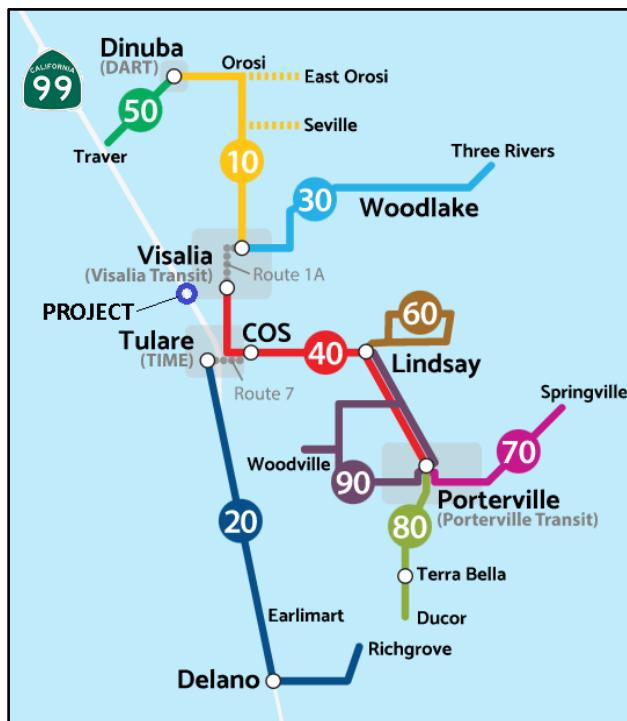 Dinuba
(DART)
Orosi
East Orosi
CALIFORNIA
99
50
Traver
Seville
10
Three Rivers
30
Woodlake
Visalia
(Visalia Transit)
Route 1A
PROJECT
60
Tulare
(TIME)
COS
40
Lindsay
Route 7
Springville
70
Woodville
90
Porterville
(Porterville Transit)
80
20
Terra Bella
Earlimart
Ducor
Richgrove
Delano